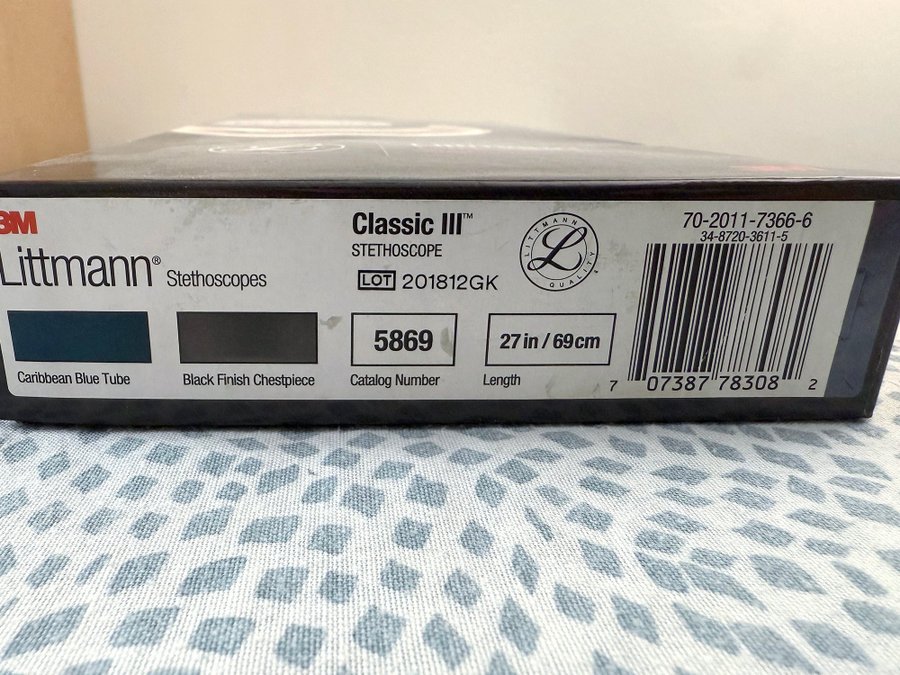 3M
Littmann® Stethoscopes
Classic III™
STETHOSCOPE
LOT 201812GK
LITTMANN
L
QUALITY
70-2011-7366-6
34-8720-3611-5
Caribbean Blue Tube
Black Finish Chestpiece
5869
Catalog Number
27 in / 69 cm
Length
7 07387 78308 2